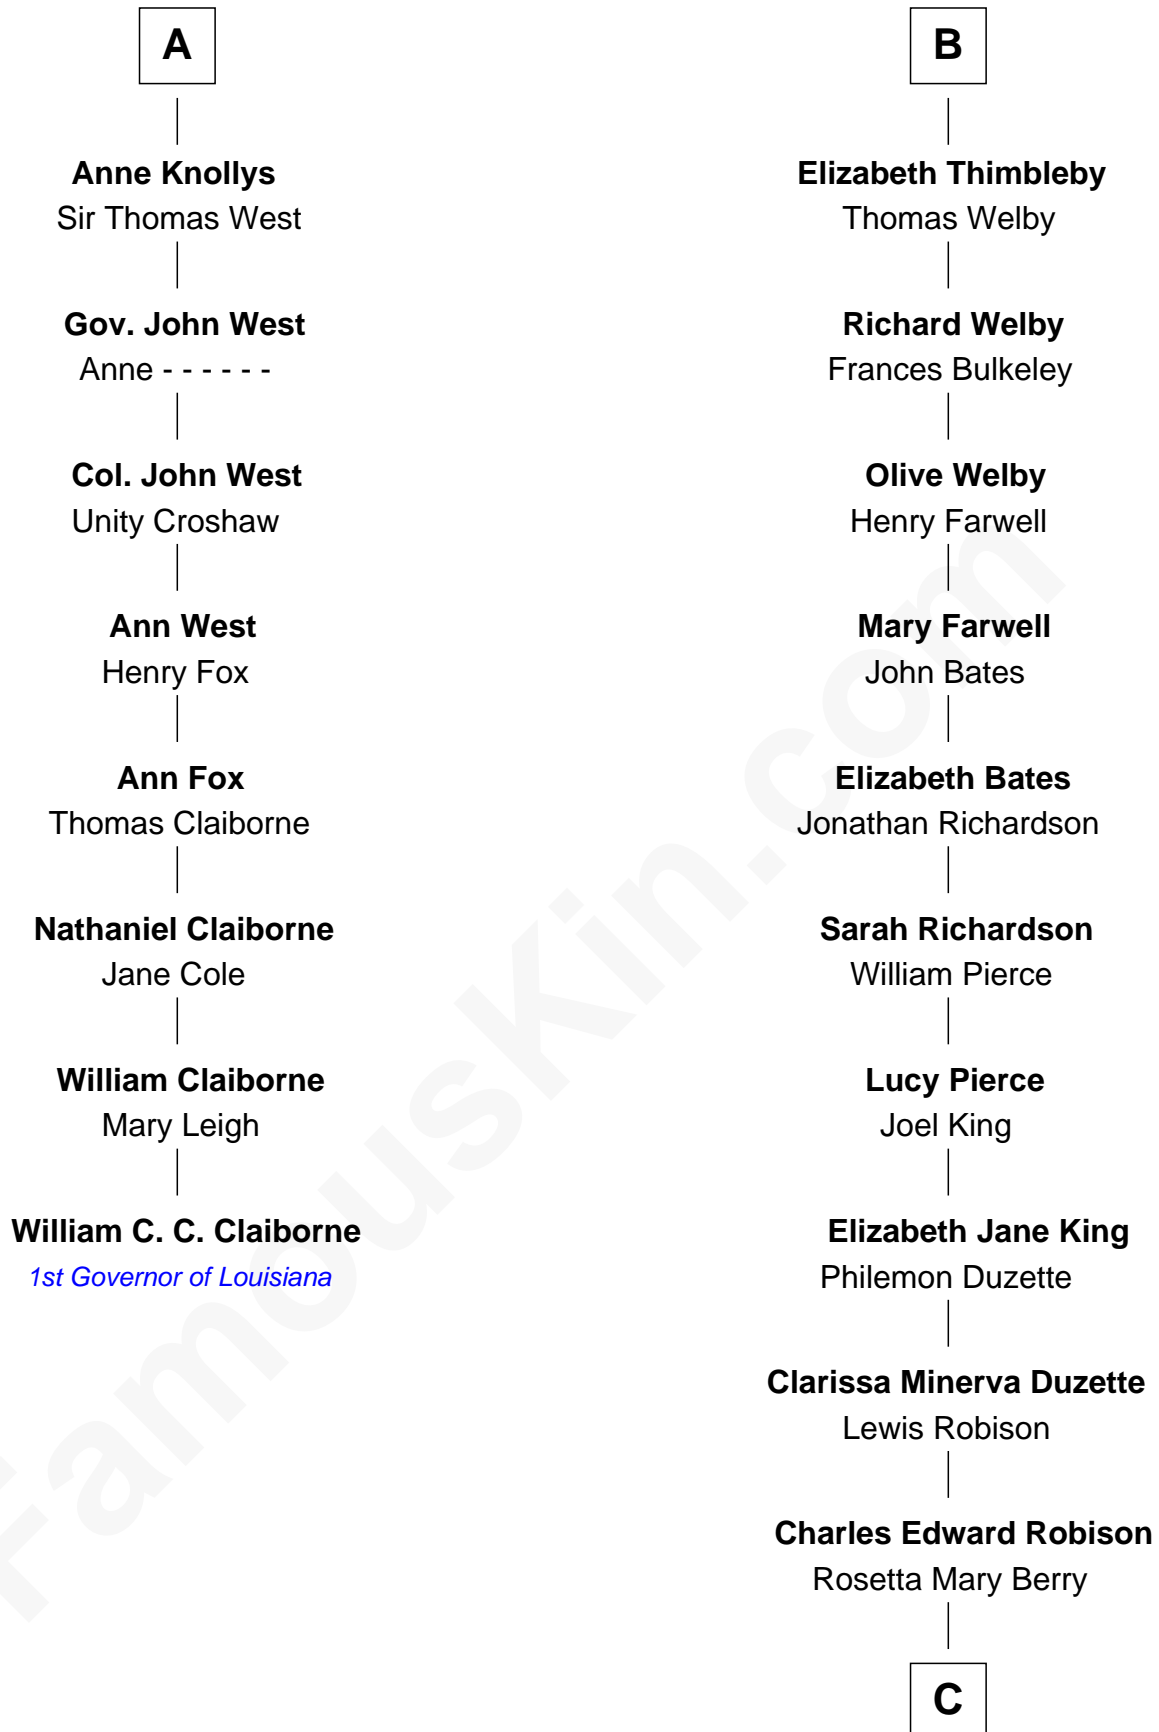 A
Anne Knollys
Sir Thomas West
Gov. John West
Anne - - - - - -
Col. John West
Unity Croshaw
Ann West
Henry Fox
Ann Fox
Thomas Claiborne
Nathaniel Claiborne
Jane Cole
William Claiborne
Mary Leigh
William C. C. Claiborne
1st Governor of Louisiana
B
Elizabeth Thimbleby
Thomas Welby
Richard Welby
Frances Bulkeley
Olive Welby
Henry Farwell
Mary Farwell
John Bates
Elizabeth Bates
Jonathan Richardson
Sarah Richardson
William Pierce
Lucy Pierce
Joel King
Elizabeth Jane King
Philemon Duzette
Clarissa Minerva Duzette
Lewis Robison
Charles Edward Robison
Rosetta Mary Berry
C
FamousKin.com